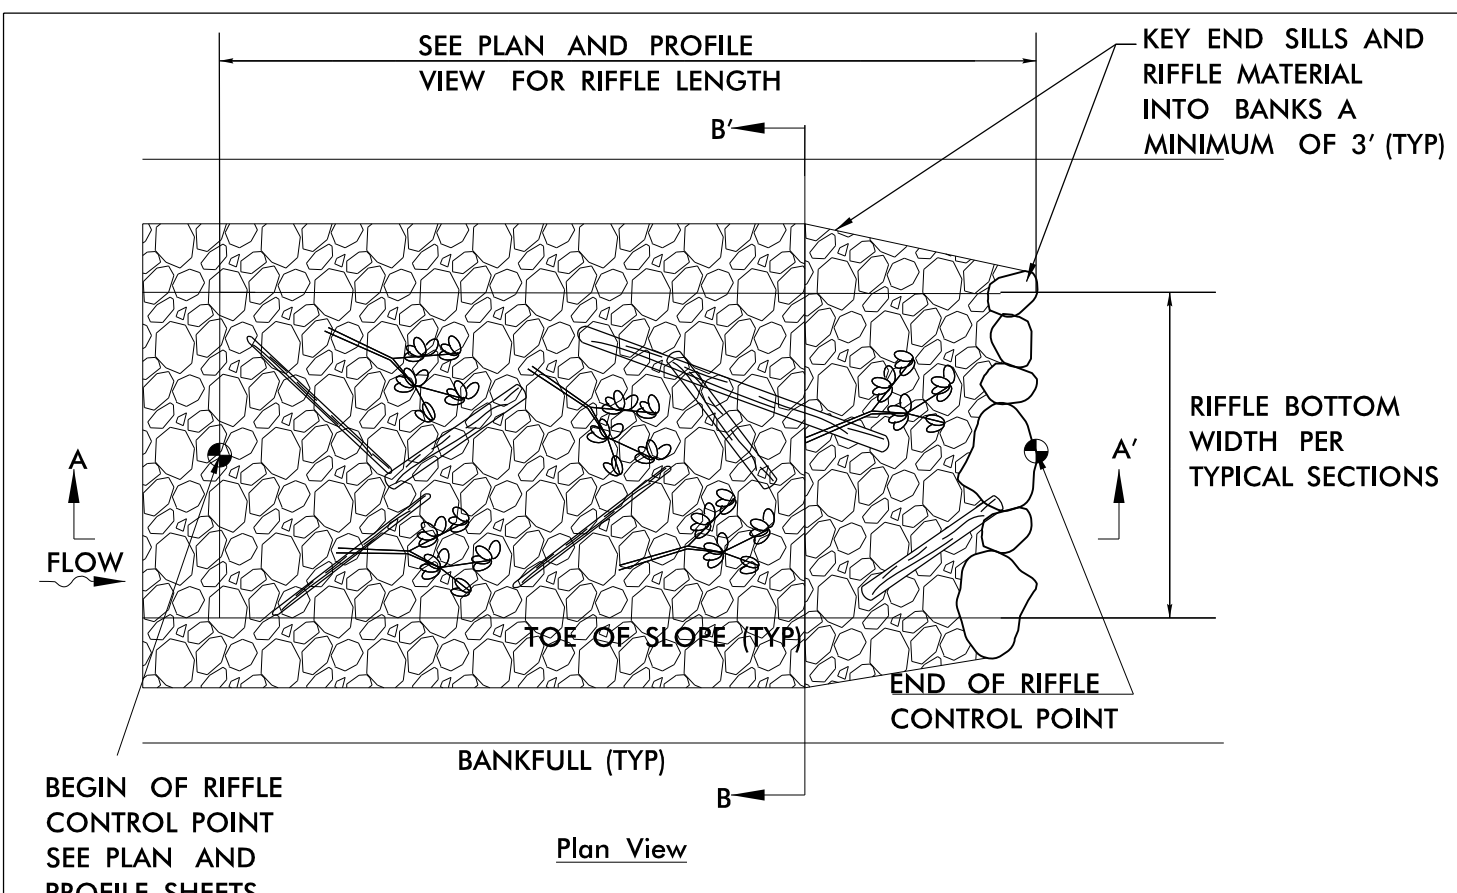 SEE PLAN AND PROFILE
VIEW FOR RIFFLE LENGTH
KEY END SILLS AND
RIFFLE MATERIAL
INTO BANKS A
MINIMUM OF 3' (TYP)
B'
RIFFLE BOTTOM
WIDTH PER
TYPICAL SECTIONS
A
A'
FLOW
TOE OF SLOPE (TYP)
END OF RIFFLE
CONTROL POINT
BANKFULL (TYP)
B
BEGIN OF RIFFLE
CONTROL POINT
SEE PLAN AND
PROFILE SHEETS
Plan View